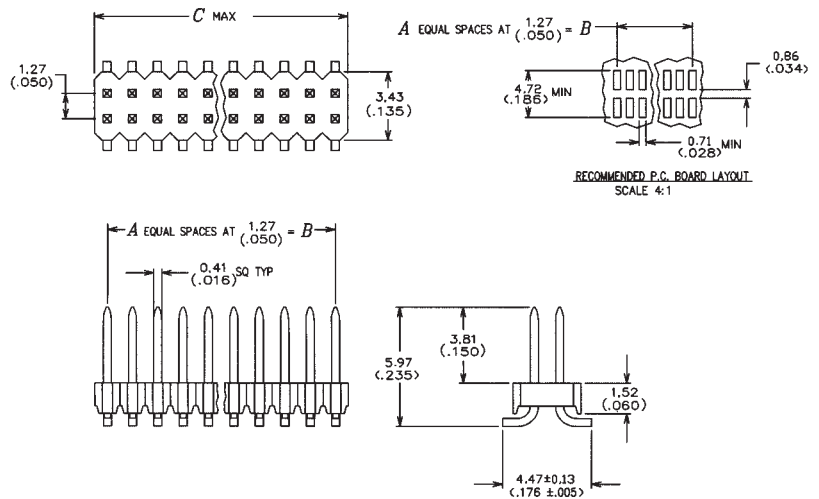 C MAX
1.27
(.050)
3.43
(.135)
A EQUAL SPACES AT 1.27 (.050) = B
4.72
(.186) MIN
0.86
(.034)
0.71
(.028) MIN
RECOMMENDED P.C. BOARD LAYOUT
SCALE 4:1
A EQUAL SPACES AT 1.27 (.050) = B
0.41
(.016) SQ TYP
5.97
(.235)
3.81
(.150)
1.52
(.060)
4.47±0.13
(.176 ±.005)